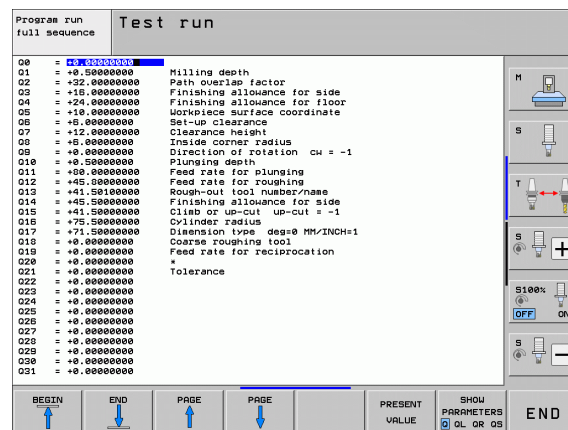 Program run
full sequence
Test run
Q0 = +0.00000000
Q1 = +0.50000000 Milling depth
Q2 = +32.00000000 Path overlap factor
Q3 = +16.00000000 Finishing allowance for side
Q4 = +24.00000000 Finishing allowance for floor
Q5 = +10.00000000 Workpiece surface coordinate
Q6 = +6.00000000 Set-up clearance
Q7 = +12.00000000 Clearance height
Q8 = +6.00000000 Inside corner radius
Q9 = +0.00000000 Direction of rotation cw = -1
Q10 = +0.50000000 Plunging depth
Q11 = +80.00000000 Feed rate for plunging
Q12 = +45.80000000 Feed rate for roughing
Q13 = +41.50100000 Rough-out tool number/name
Q14 = +45.50000000 Finishing allowance for side
Q15 = +41.50000000 Climb or up-cut up-cut = -1
Q16 = +75.50000000 Cylinder radius
Q17 = +71.50000000 Dimension type deg=0 MM/INCH=1
Q18 = +0.00000000 Coarse roughing tool
Q19 = +0.00000000 Feed rate for reciprocation
Q20 = +0.00000000 *
Q21 = +0.00000000 Tolerance
Q22 = +0.00000000
Q23 = +0.00000000
Q24 = +0.00000000
Q25 = +0.00000000
Q26 = +0.00000000
Q27 = +0.00000000
Q28 = +0.00000000
Q29 = +0.00000000
Q30 = +0.00000000
Q31 = +0.00000000
M
S
T
S
+
S100%
OFF ON
S
-
BEGIN
END
PAGE
PAGE
PRESENT
VALUE
SHOW
PARAMETERS
Q QL QR QS
END